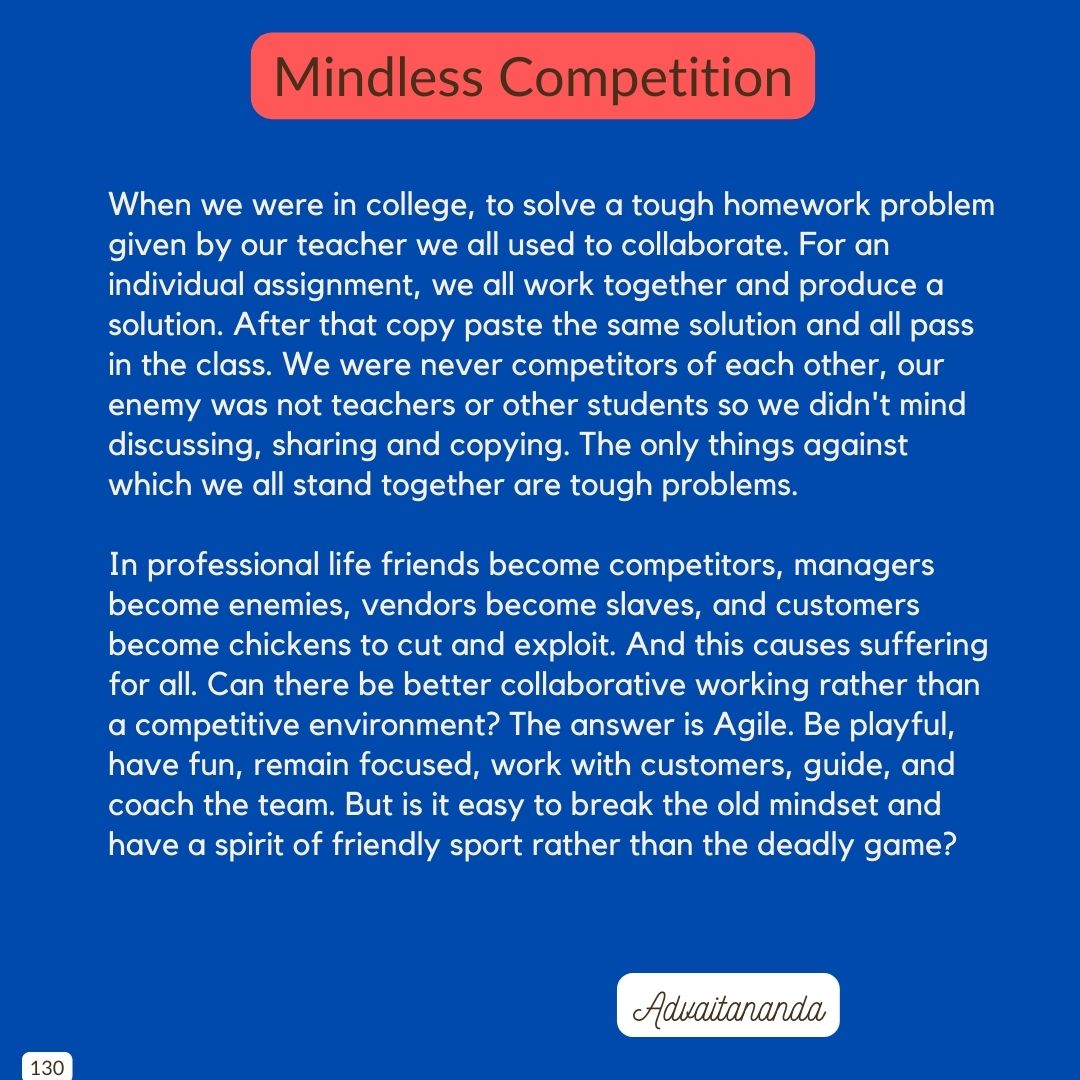 Mindless Competition
When we were in college, to solve a tough homework problem
given by our teacher we all used to collaborate. For an
individual assignment, we all work together and produce a
solution. After that copy paste the same solution and all pass
in the class. We were never competitors of each other, our
enemy was not teachers or other students so we didn't mind
discussing, sharing and copying. The only things against
which we all stand together are tough problems.
In professional life friends become competitors, managers
become enemies, vendors become slaves, and customers
become chickens to cut and exploit. And this causes suffering
for all. Can there be better collaborative working rather than
a competitive environment? The answer is Agile. Be playful,
have fun, remain focused, work with customers, guide, and
coach the team. But is it easy to break the old mindset and
have a spirit of friendly sport rather than the deadly game?
Advaitananda
130